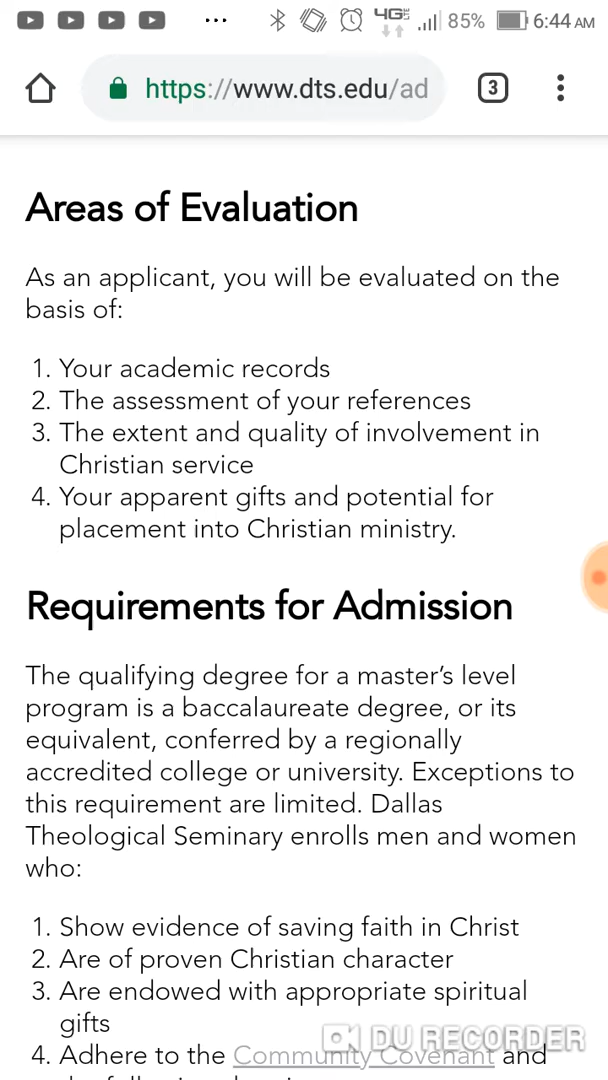 4G
85%
6:44 AM
https://www.dts.edu/ad
3
Areas of Evaluation
As an applicant, you will be evaluated on the
basis of:
1. Your academic records
2. The assessment of your references
3. The extent and quality of involvement in
Christian service
4. Your apparent gifts and potential for
placement into Christian ministry.
Requirements for Admission
The qualifying degree for a master’s level
program is a baccalaureate degree, or its
equivalent, conferred by a regionally
accredited college or university. Exceptions to
this requirement are limited. Dallas
Theological Seminary enrolls men and women
who:
1. Show evidence of saving faith in Christ
2. Are of proven Christian character
3. Are endowed with appropriate spiritual
gifts
DU RECORDER
4. Adhere to the Community Covenant and